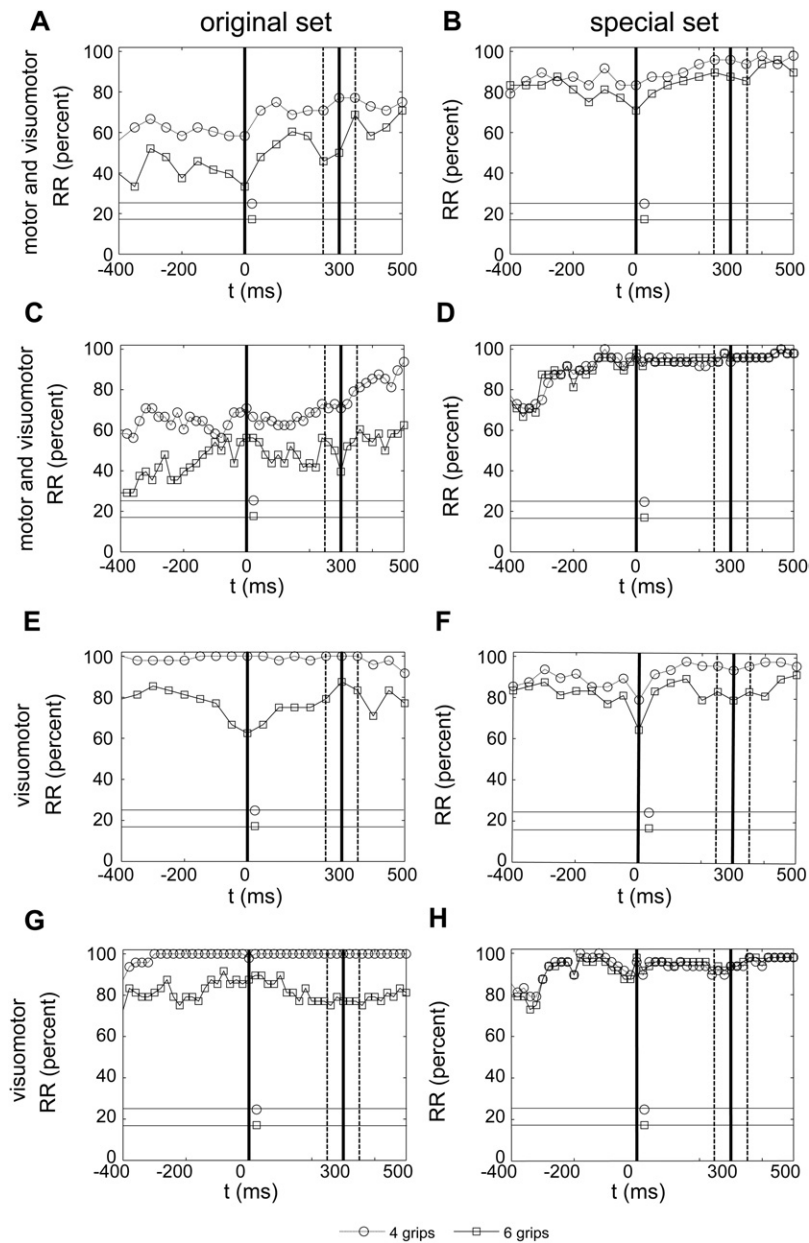 A original set
B special set
motor and visuomotor
RR (percent)
100
80
60
40
20
0
-400 -200 0 300 500
t (ms)
RR (percent)
100
80
60
40
20
0
-400 -200 0 300 500
t (ms)
C
D
motor and visuomotor
RR (percent)
100
80
60
40
20
0
-400 -200 0 300 500
t (ms)
RR (percent)
100
80
60
40
20
0
-400 -200 0 300 500
t (ms)
E
F
visuomotor
RR (percent)
100
80
60
40
20
0
-400 -200 0 300 500
t (ms)
RR (percent)
100
80
60
40
20
0
-400 -200 0 300 500
t (ms)
G
H
visuomotor
RR (percent)
100
80
60
40
20
0
-400 -200 0 300 500
t (ms)
RR (percent)
100
80
60
40
20
0
-400 -200 0 300 500
t (ms)
4 grips 6 grips